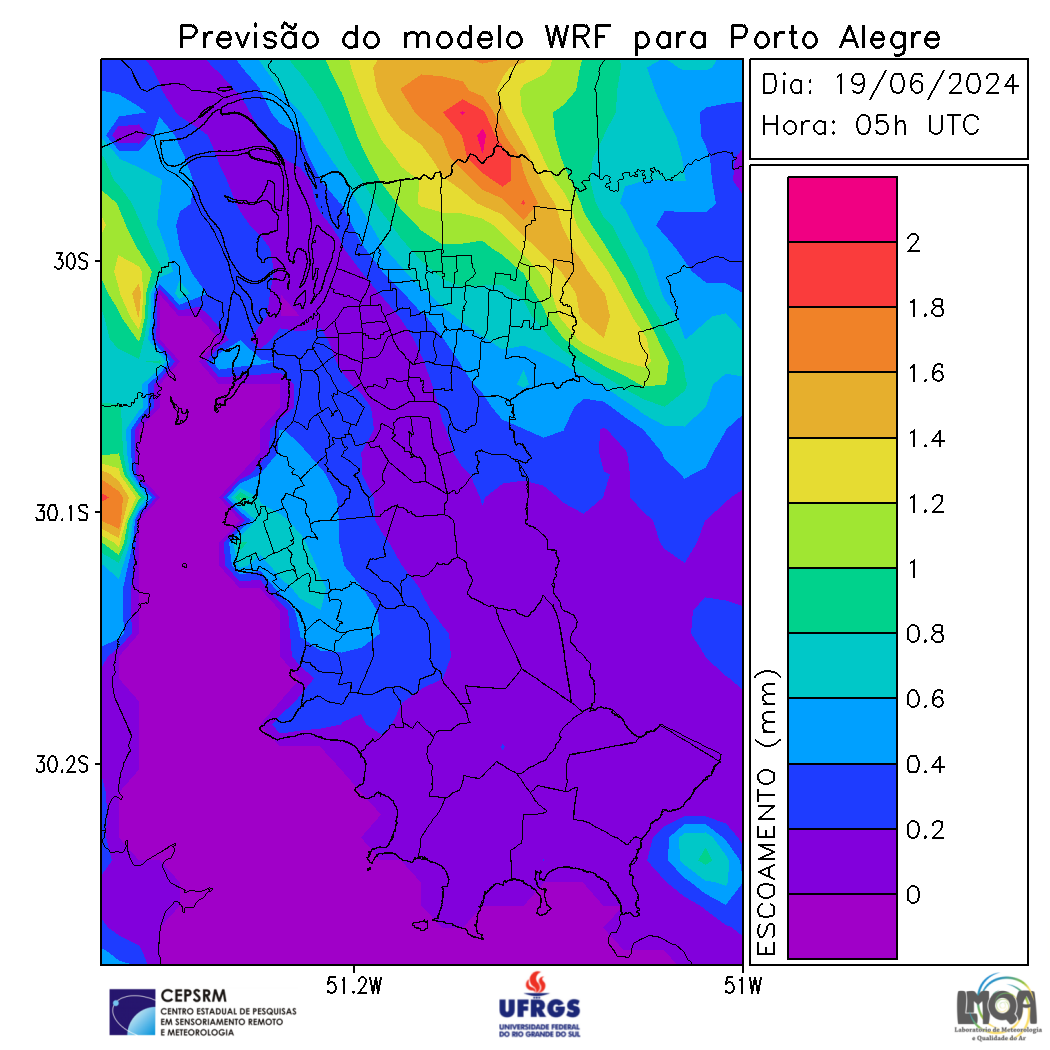 Previsão do modelo WRF para Porto Alegre
Dia: 19/06/2024
Hora: 05h UTC
30S
30.1S
30.2S
51.2W
51W
ESCOAMENTO (mm)
2
1.8
1.6
1.4
1.2
1
0.8
0.6
0.4
0.2
0
CEPSRM
CENTRO ESTADUAL DE PESQUISAS
EM SENSORIAMENTO REMOTO
E METEOROLOGIA
UFRGS
UNIVERSIDADE FEDERAL
DO RIO GRANDE DO SUL
LMQA
Laboratório de Meteorologia
e Qualidade do Ar